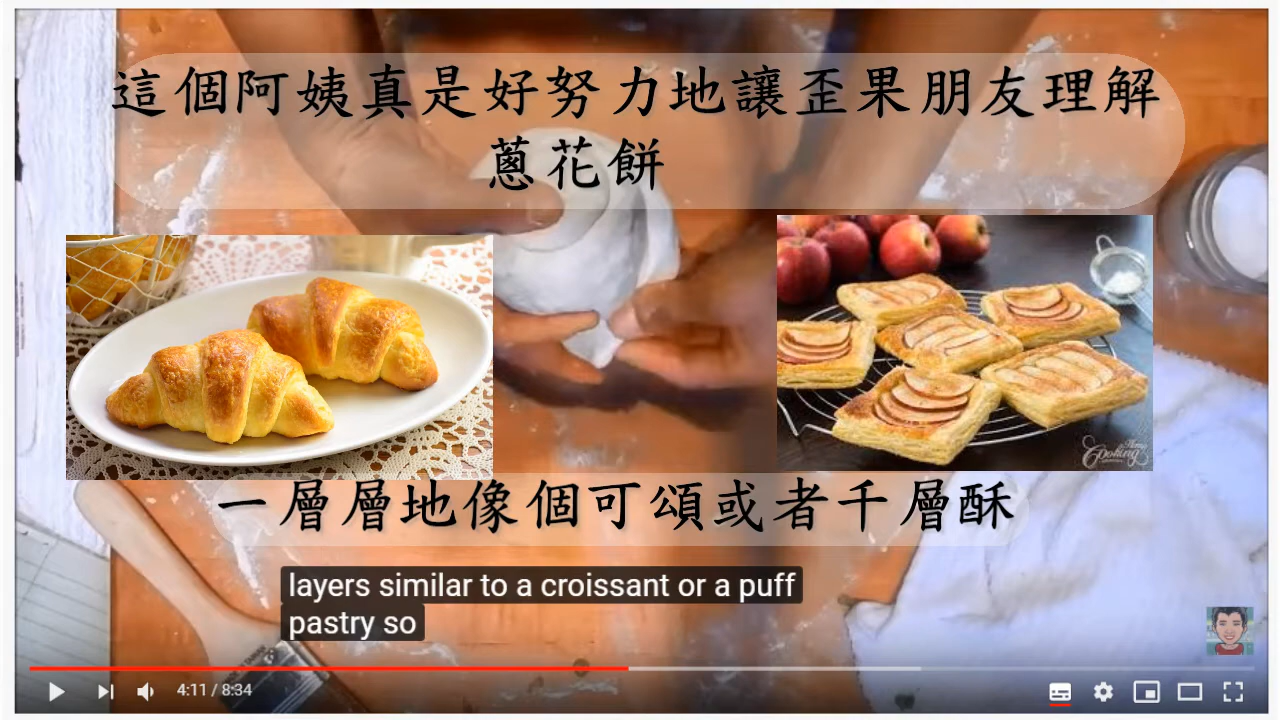 這個阿姨真是好努力地讓歪果朋友理解
蔥花餅
Cooking
一層層地像個可頌或者千層酥
layers similar to a croissant or a puff
pastry so
4:11 / 8:34